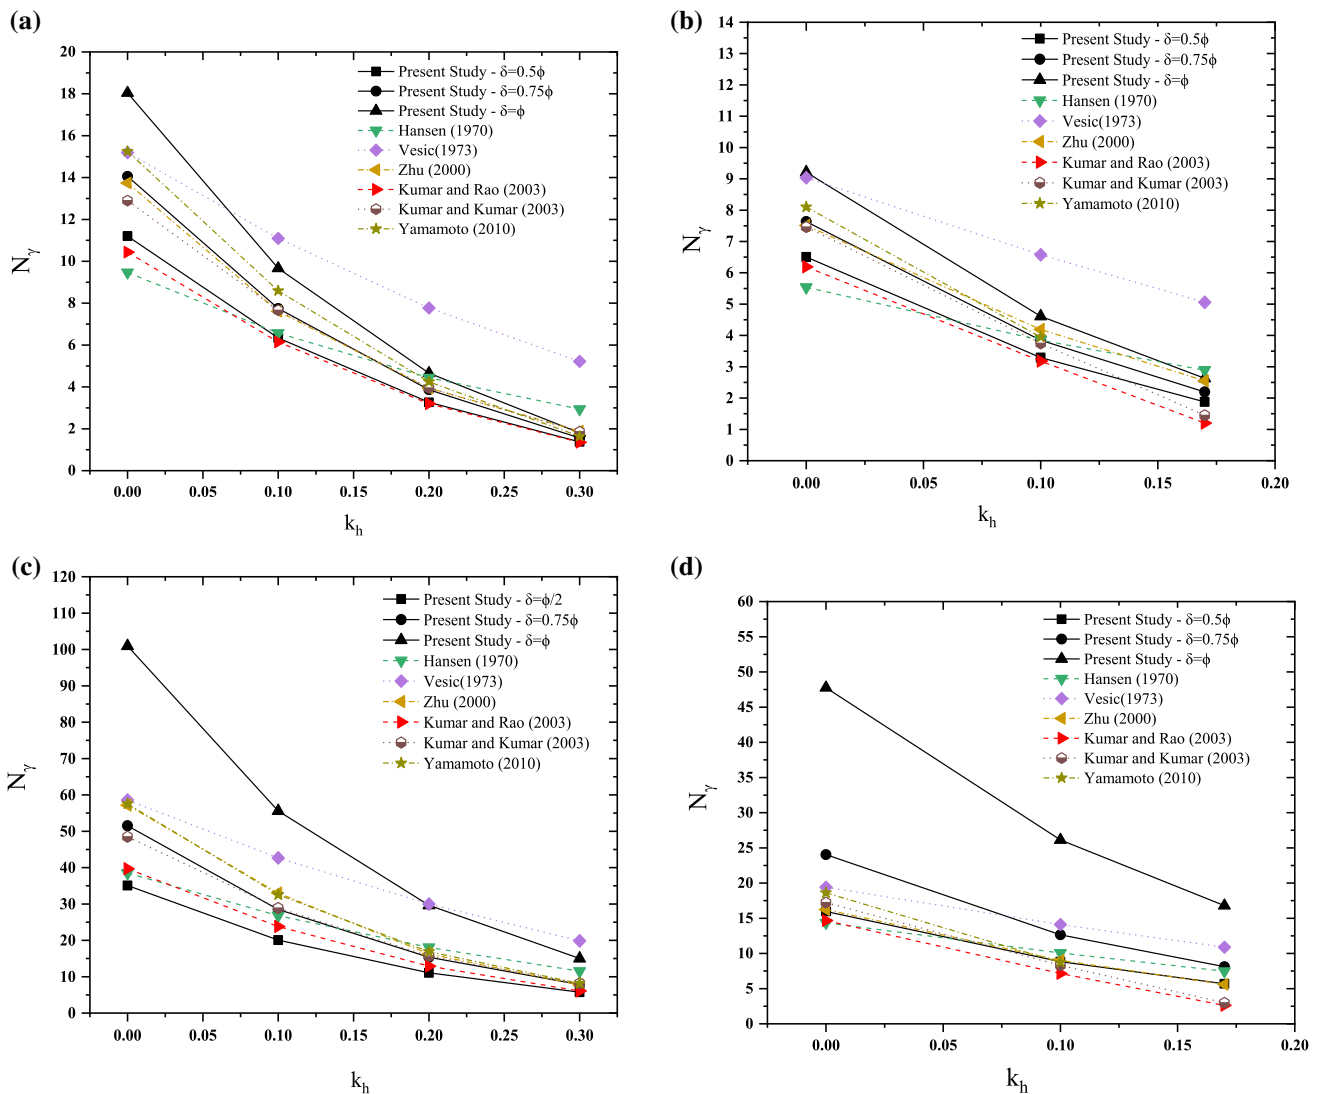 (a)
20
18
16
14
12
10
8
6
4
2
0
Nγ
0.00 0.05 0.10 0.15 0.20 0.25 0.30
kh
Present Study - δ=0.5ϕ
Present Study - δ=0.75ϕ
Present Study - δ=ϕ
Hansen (1970)
Vesic(1973)
Zhu (2000)
Kumar and Rao (2003)
Kumar and Kumar (2003)
Yamamoto (2010)
(b)
14
13
12
11
10
9
8
7
6
5
4
3
2
1
0
Nγ
0.00 0.05 0.10 0.15 0.20
kh
Present Study - δ=0.5ϕ
Present Study - δ=0.75ϕ
Present Study - δ=ϕ
Hansen (1970)
Vesic(1973)
Zhu (2000)
Kumar and Rao (2003)
Kumar and Kumar (2003)
Yamamoto (2010)
(c)
120
110
100
90
80
70
60
50
40
30
20
10
0
Nγ
0.00 0.05 0.10 0.15 0.20 0.25 0.30
kh
Present Study - δ=ϕ/2
Present Study - δ=0.75ϕ
Present Study - δ=ϕ
Hansen (1970)
Vesic(1973)
Zhu (2000)
Kumar and Rao (2003)
Kumar and Kumar (2003)
Yamamoto (2010)
(d)
60
55
50
45
40
35
30
25
20
15
10
5
0
Nγ
0.00 0.05 0.10 0.15 0.20
kh
Present Study - δ=0.5ϕ
Present Study - δ=0.75ϕ
Present Study - δ=ϕ
Hansen (1970)
Vesic(1973)
Zhu (2000)
Kumar and Rao (2003)
Kumar and Kumar (2003)
Yamamoto (2010)